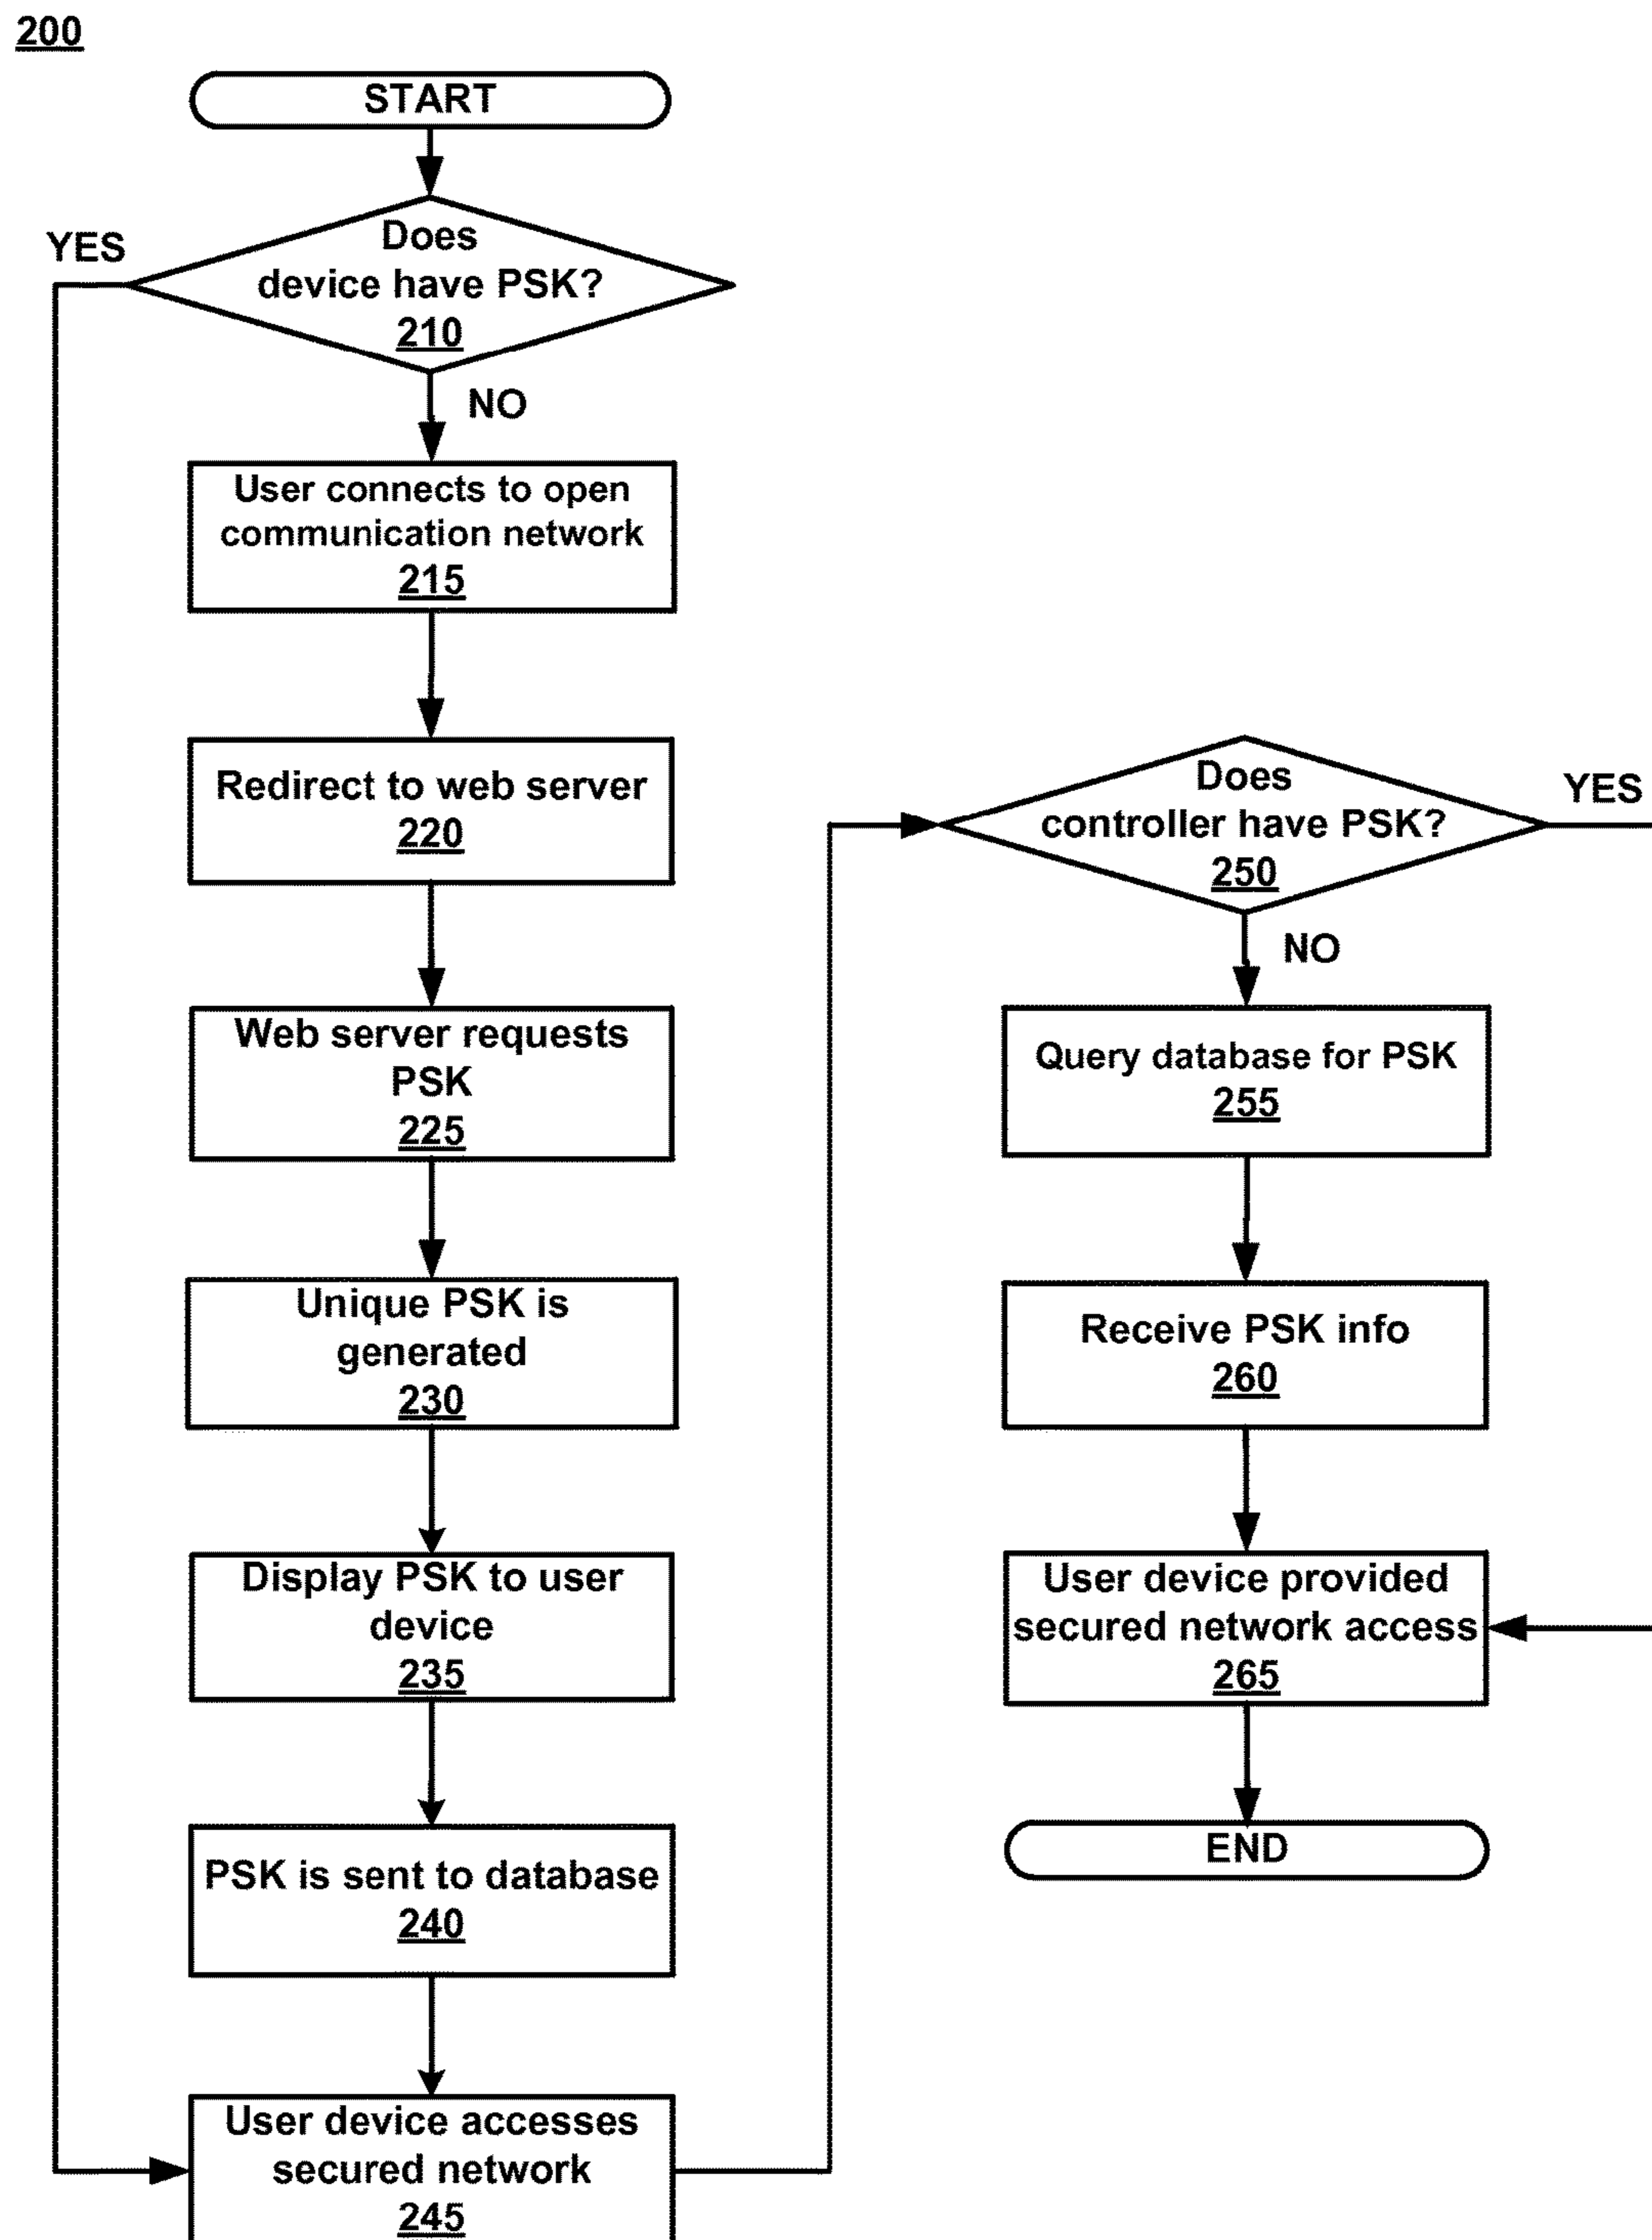 200
START
Does
device have PSK?
210
YES
NO
User connects to open
communication network
215
Redirect to web server
220
Web server requests
PSK
225
Unique PSK is
generated
230
Display PSK to user
device
235
PSK is sent to database
240
User device accesses
secured network
245
Does
controller have PSK?
250
YES
NO
Query database for PSK
255
Receive PSK info
260
User device provided
secured network access
265
END